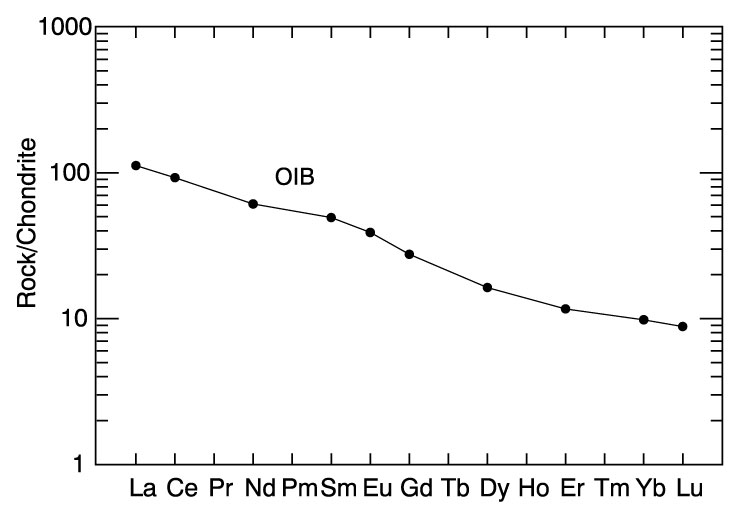 1000
100
10
1
Rock/Chondrite
OIB
La Ce Pr Nd Pm Sm Eu Gd Tb Dy Ho Er Tm Yb Lu